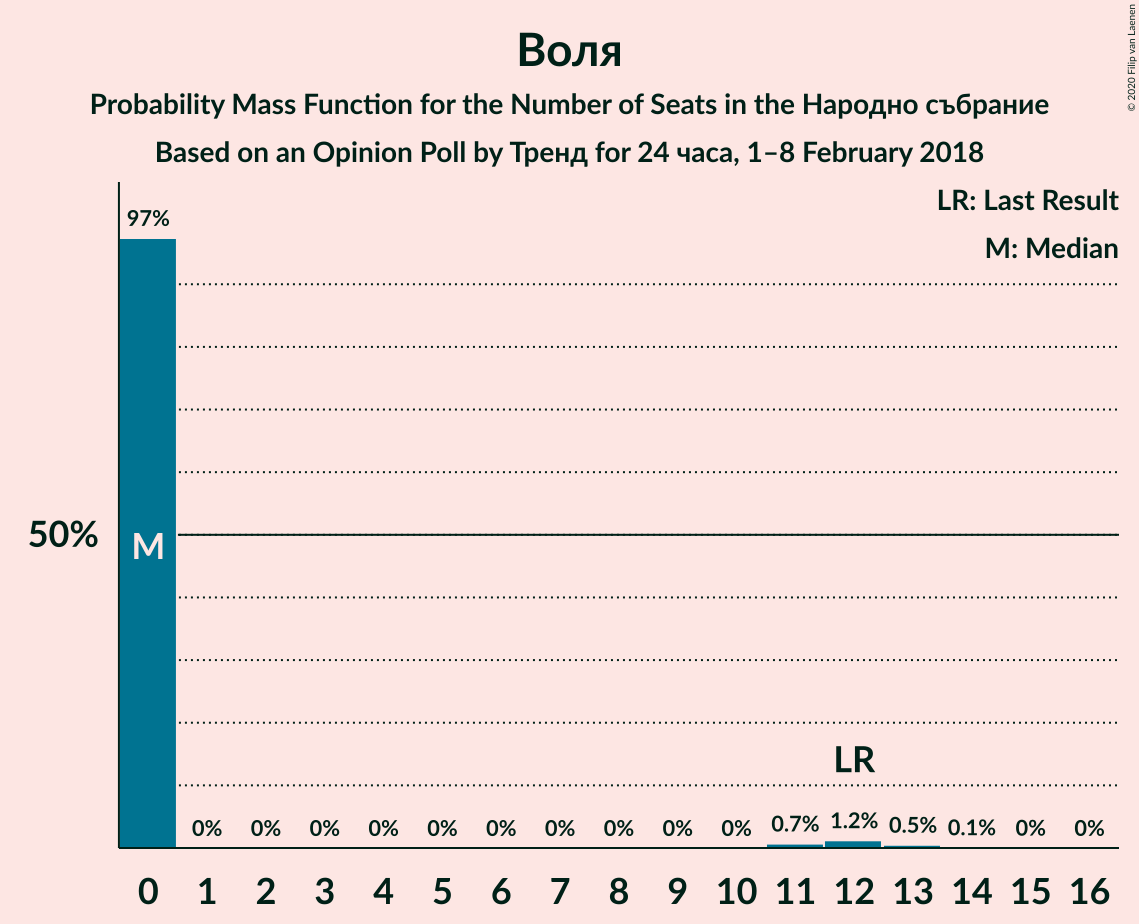 Воля
Probability Mass Function for the Number of Seats in the Народно събрание
Based on an Opinion Poll by Тренд for 24 часа, 1–8 February 2018
© 2020 Filip van Laenen
LR: Last Result
M: Median
97%
50%
M
LR
0% 0% 0% 0% 0% 0% 0% 0% 0% 0% 0.7% 1.2% 0.5% 0.1% 0% 0%
0 1 2 3 4 5 6 7 8 9 10 11 12 13 14 15 16